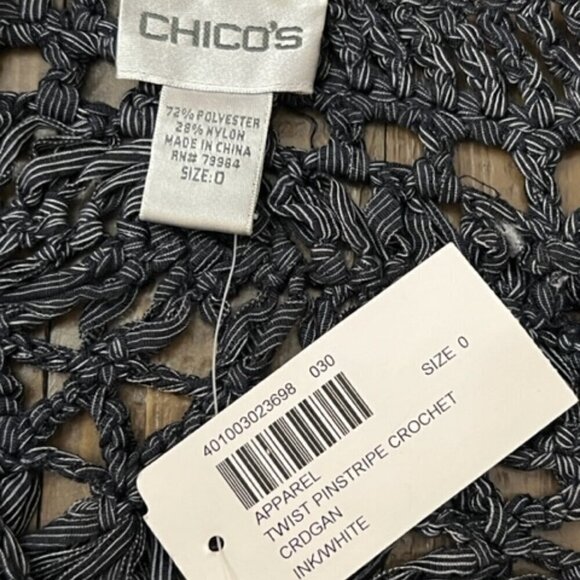 CHICO'S
72% POLYESTER
28% NYLON
MADE IN CHINA
RN# 79984
SIZE: 0
401003023698 030
SIZE 0
APPAREL
TWIST PINSTRIPE CROCHET
CRDGAN
INK/WHITE